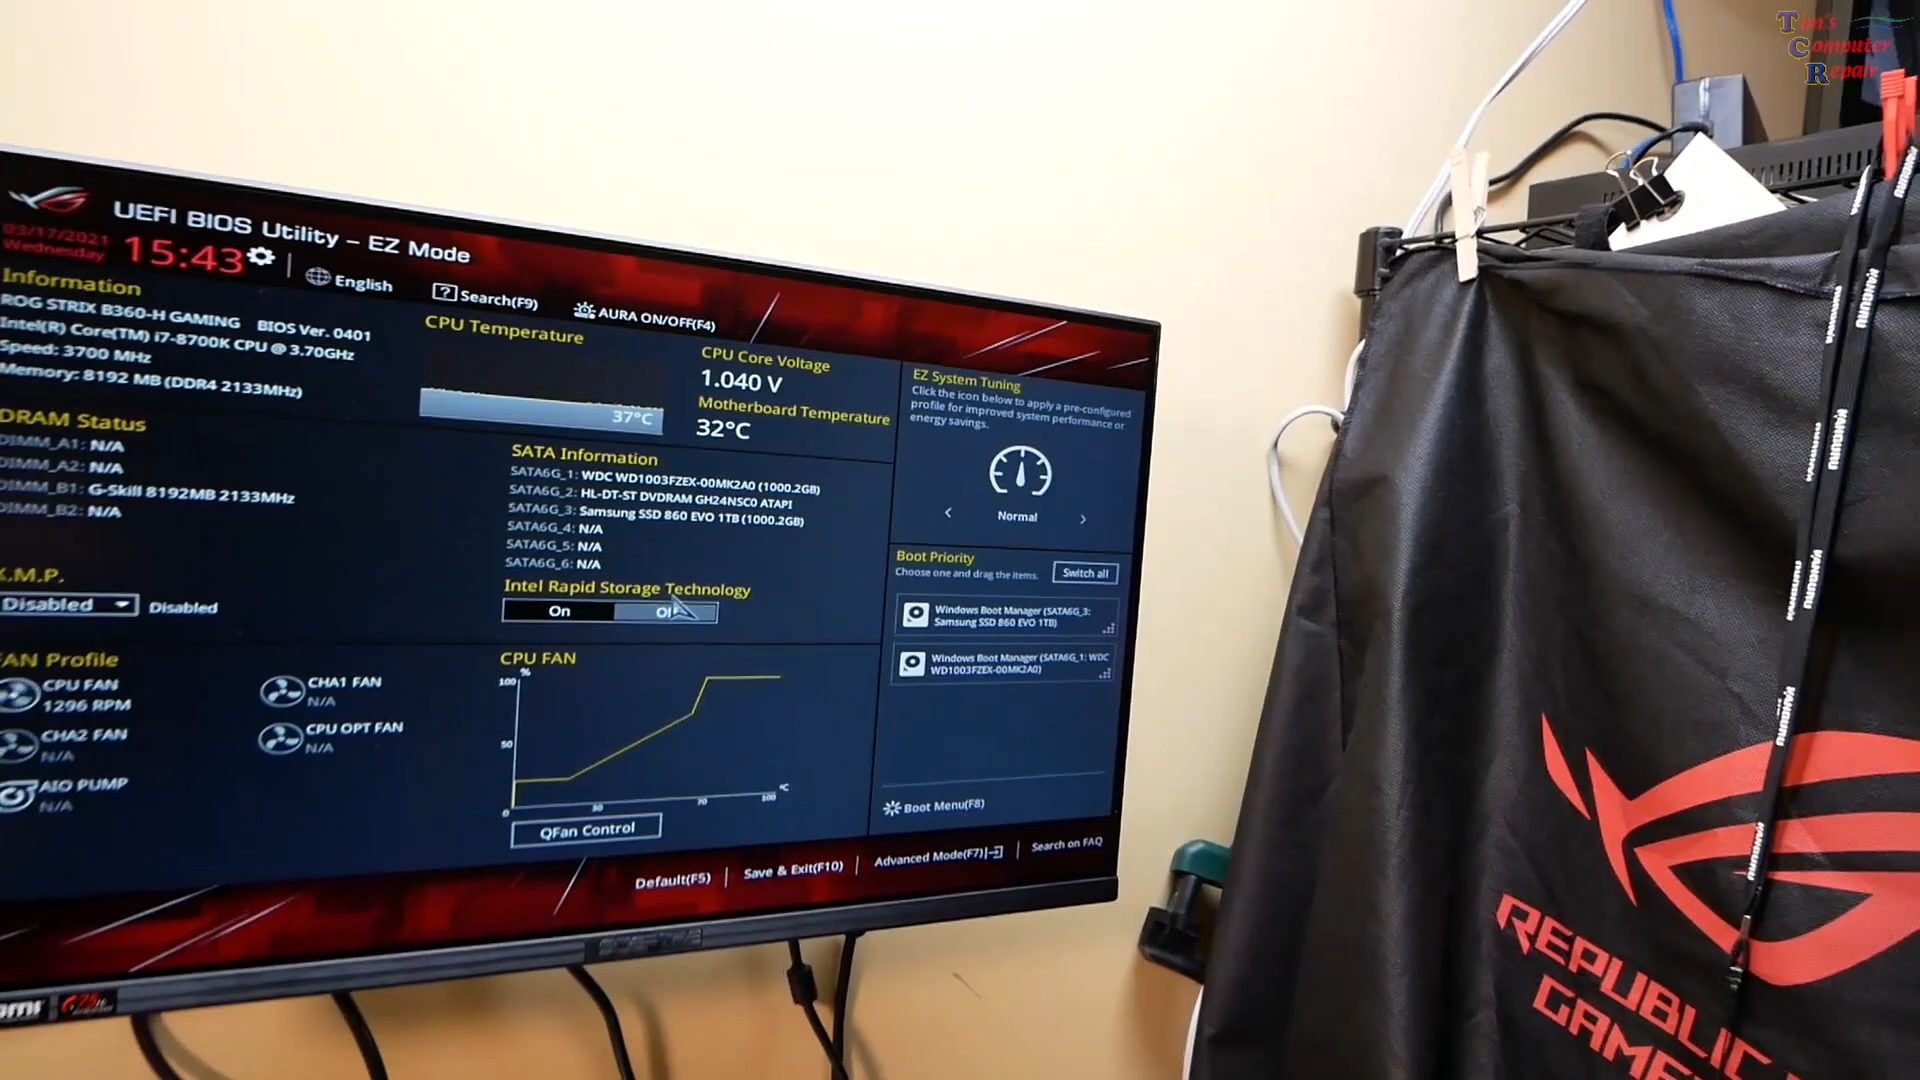 Tim's
Computer
Repair
UEFI BIOS Utility – EZ Mode
03/17/2021
Wednesday
15:43
English
Search(F9)
AURA ON/OFF(F4)
Information
ROG STRIX B360-H GAMING BIOS Ver. 0401
Intel(R) Core(TM) i7-8700K CPU @ 3.70GHz
Speed: 3700 MHz
Memory: 8192 MB (DDR4 2133MHz)
CPU Temperature
37°C
CPU Core Voltage
1.040 V
Motherboard Temperature
32°C
DRAM Status
DIMM_A1: N/A
DIMM_A2: N/A
DIMM_B1: G-Skill 8192MB 2133MHz
DIMM_B2: N/A
SATA Information
SATA6G_1: WDC WD1003FZEX-00MK2A0 (1000.2GB)
SATA6G_2: HL-DT-ST DVDRAM GH24NSC0 ATAPI
SATA6G_3: Samsung SSD 860 EVO 1TB (1000.2GB)
SATA6G_4: N/A
SATA6G_5: N/A
SATA6G_6: N/A
X.M.P.
Disabled
Disabled
Intel Rapid Storage Technology
On
Off
FAN Profile
CPU FAN
1296 RPM
CHA1 FAN
N/A
CHA2 FAN
N/A
CPU OPT FAN
N/A
AIO PUMP
N/A
CPU FAN
%
100
50
0
30
70
100
°C
QFan Control
EZ System Tuning
Click the icon below to apply a pre-configured
profile for improved system performance or
energy savings.
Normal
Boot Priority
Choose one and drag the items.
Switch all
Windows Boot Manager (SATA6G_3:
Samsung SSD 860 EVO 1TB)
Windows Boot Manager (SATA6G_1: WDC
WD1003FZEX-00MK2A0)
Boot Menu(F8)
Default(F5)
Save & Exit(F10)
Advanced Mode(F7)
Search on FAQ
REPUBLIC
GAME